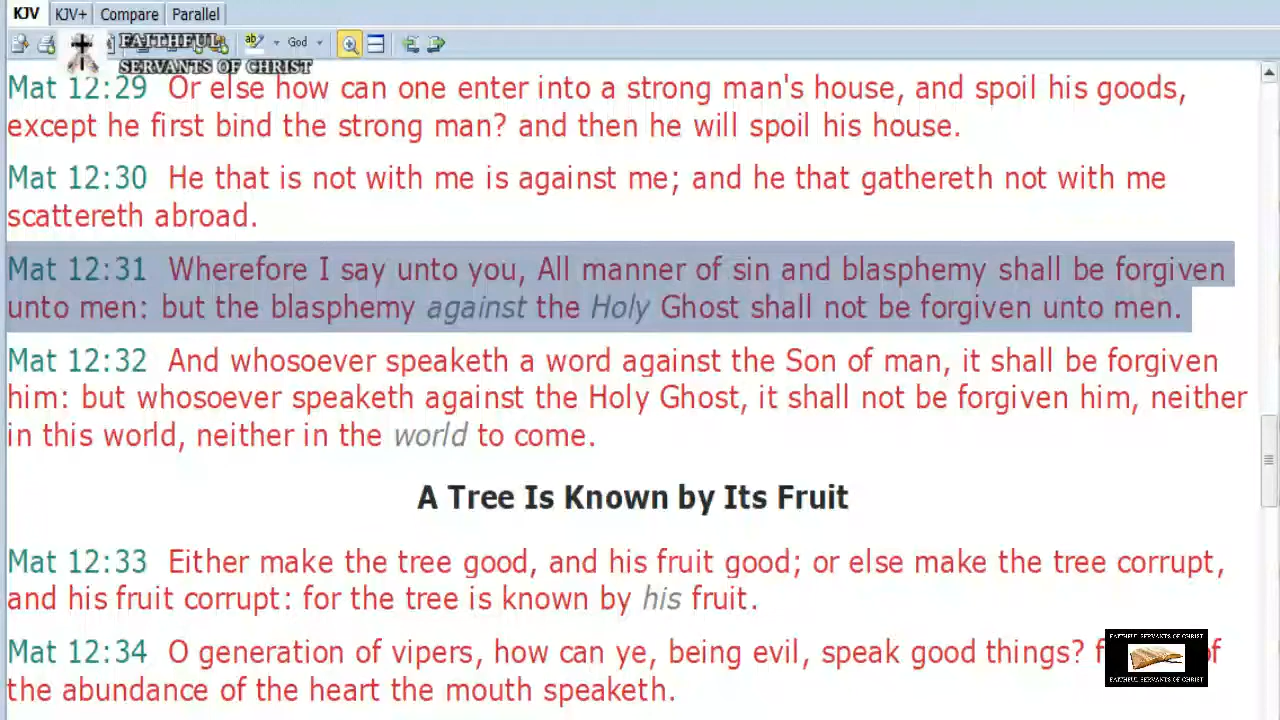 KJV KJV+ Compare Parallel
God
FAITHFUL
SERVANTS OF CHRIST
Mat 12:29 Or else how can one enter into a strong man's house, and spoil his goods,
except he first bind the strong man? and then he will spoil his house.
Mat 12:30 He that is not with me is against me; and he that gathereth not with me
scattereth abroad.
Mat 12:31 Wherefore I say unto you, All manner of sin and blasphemy shall be forgiven
unto men: but the blasphemy against the Holy Ghost shall not be forgiven unto men.
Mat 12:32 And whosoever speaketh a word against the Son of man, it shall be forgiven
him: but whosoever speaketh against the Holy Ghost, it shall not be forgiven him, neither
in this world, neither in the world to come.
A Tree Is Known by Its Fruit
Mat 12:33 Either make the tree good, and his fruit good; or else make the tree corrupt,
and his fruit corrupt: for the tree is known by his fruit.
Mat 12:34 O generation of vipers, how can ye, being evil, speak good things?
the abundance of the heart the mouth speaketh.
FAITHFUL SERVANTS OF CHRIST
FAITHFUL SERVANTS OF CHRIST